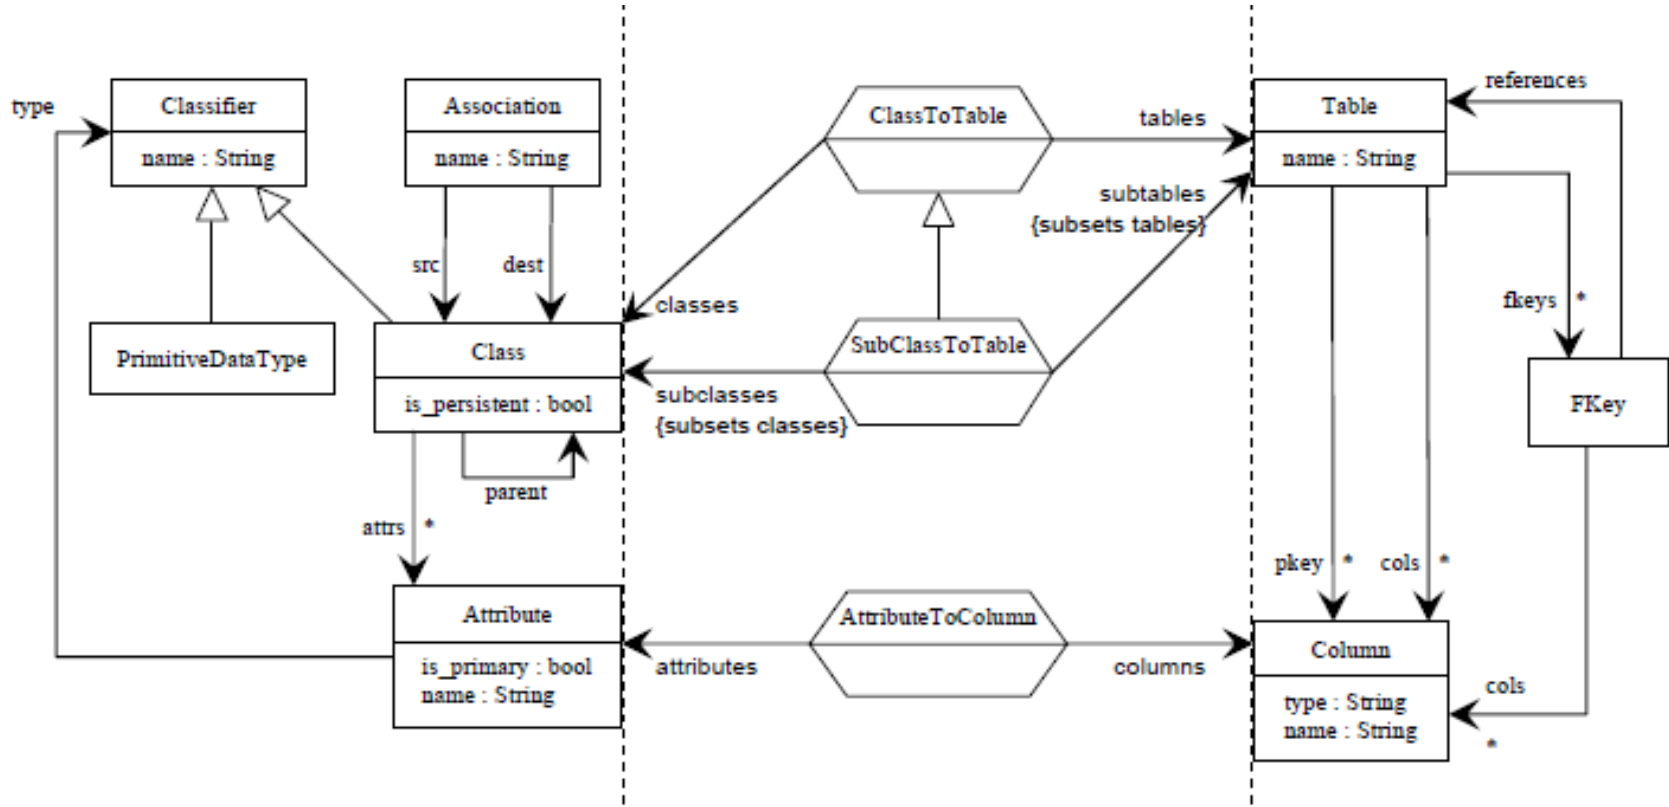 type
Classifier
name : String
Association
name : String
src
dest
PrimitiveDataType
Class
is_persistent : bool
parent
attrs
*
Attribute
is_primary : bool
name : String
ClassToTable
tables
classes
subtables
{subsets tables}
SubClassToTable
subclasses
{subsets classes}
AttributeToColumn
attributes
columns
Table
name : String
references
fkeys
*
FKey
pkey
*
cols
*
Column
type : String
name : String
cols
*